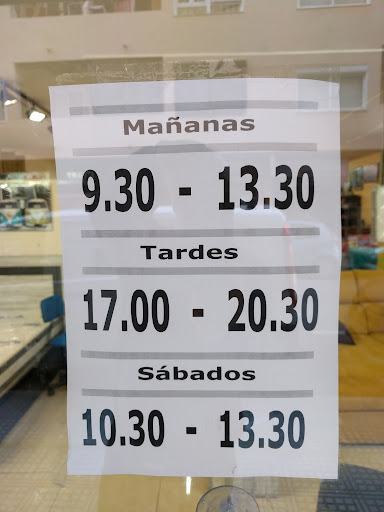 Mañanas
9.30 - 13.30
Tardes
17.00 - 20.30
Sábados
10.30 - 13.30